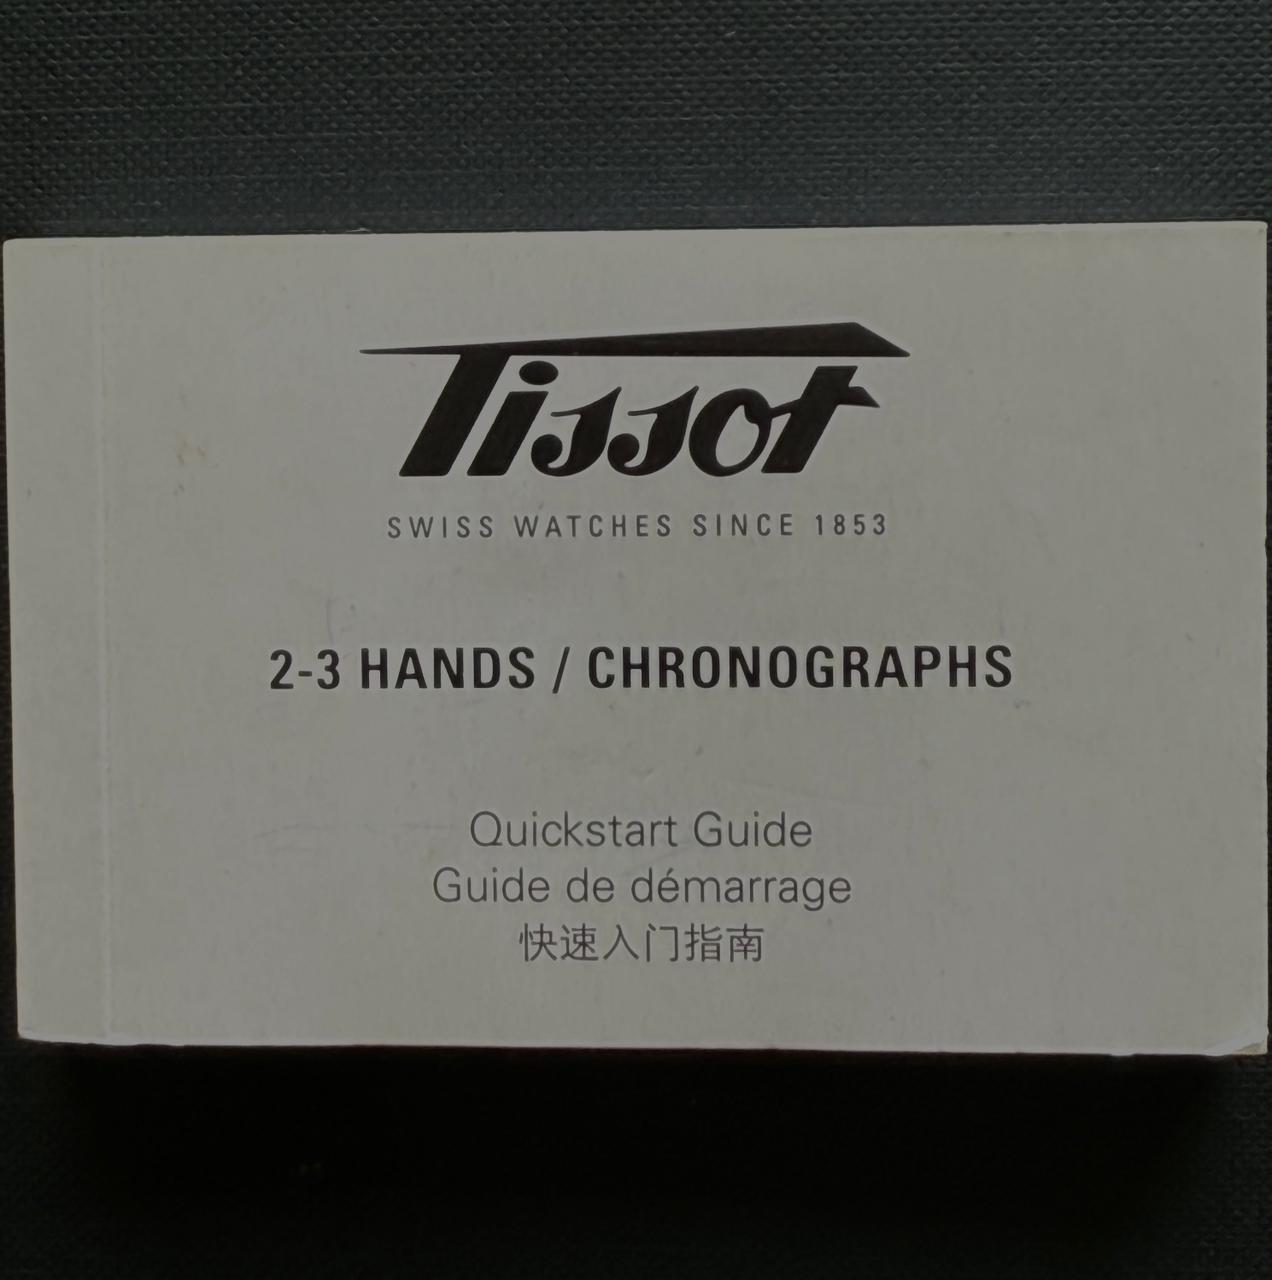 Tissot
SWISS WATCHES SINCE 1853
2-3 HANDS / CHRONOGRAPHS
Quickstart Guide
Guide de démarrage
快速入门指南